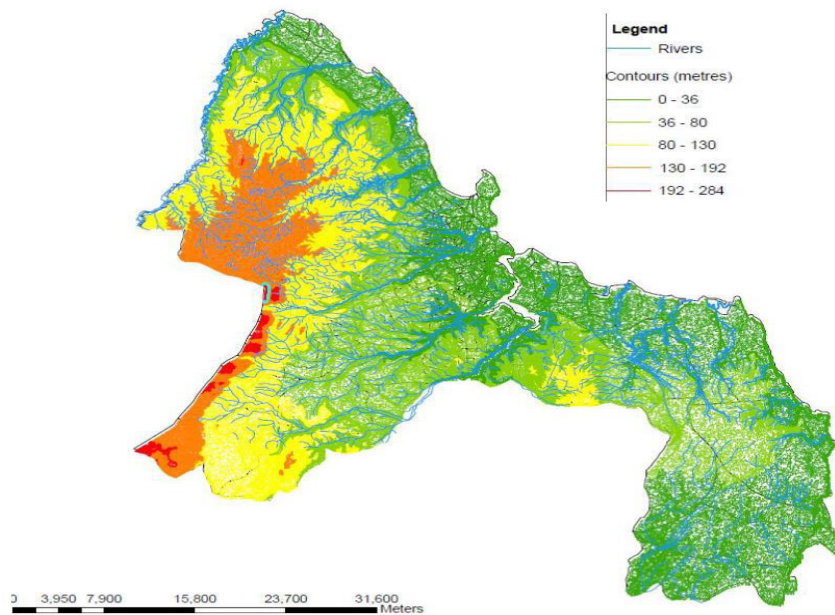 Legend
Rivers
Contours (metres)
0 - 36
36 - 80
80 - 130
130 - 192
192 - 284
0 3,950 7,900 15,800 23,700 31,600
Meters